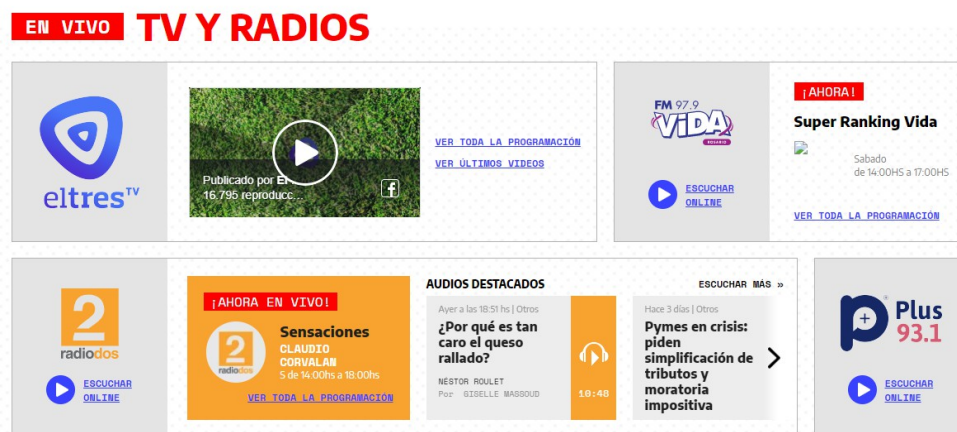 EN VIVO TV Y RADIOS
eltres TV
Publicado por
16.795 reproducc...
VER TODA LA PROGRAMACIÓN
VER ÚLTIMOS VIDEOS
FM 97.9
ViDA
ROSARIO
ESCUCHAR
ONLINE
¡AHORA!
Super Ranking Vida
Sabado
de 14:00HS a 17:00HS
VER TODA LA PROGRAMACIÓN
2
radiodos
ESCUCHAR
ONLINE
¡AHORA EN VIVO!
2
radiodos
Sensaciones
CLAUDIO
CORVALAN
S de 14:00hs a 18:00hs
VER TODA LA PROGRAMACIÓN
AUDIOS DESTACADOS
ESCUCHAR MÁS »
Ayer a las 18:51 hs | Otros
¿Por qué es tan
caro el queso
rallado?
NÉSTOR ROULET
Por GISELLE MASSOUD
10:48
Hace 3 días | Otros
Pymes en crisis:
piden
simplificación de
tributos y
moratoria
impositiva
p Plus
93.1
ESCUCHAR
ONLINE